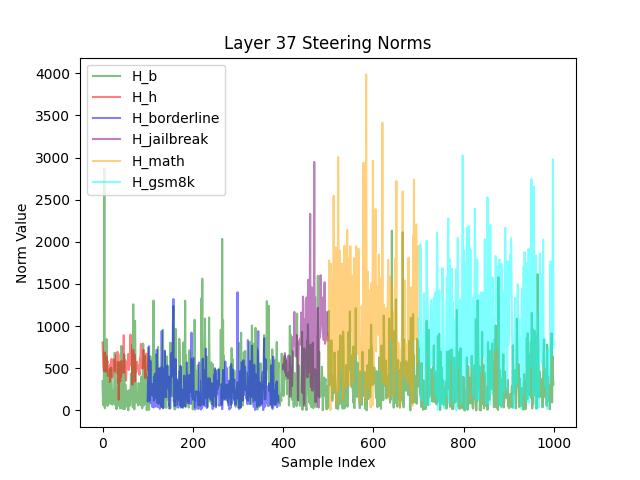 Layer 37 Steering Norms
4000
3500
3000
2500
2000
1500
1000
500
0
Norm Value
H_b
H_h
H_borderline
H_jailbreak
H_math
H_gsm8k
0
200
400
600
800
1000
Sample Index